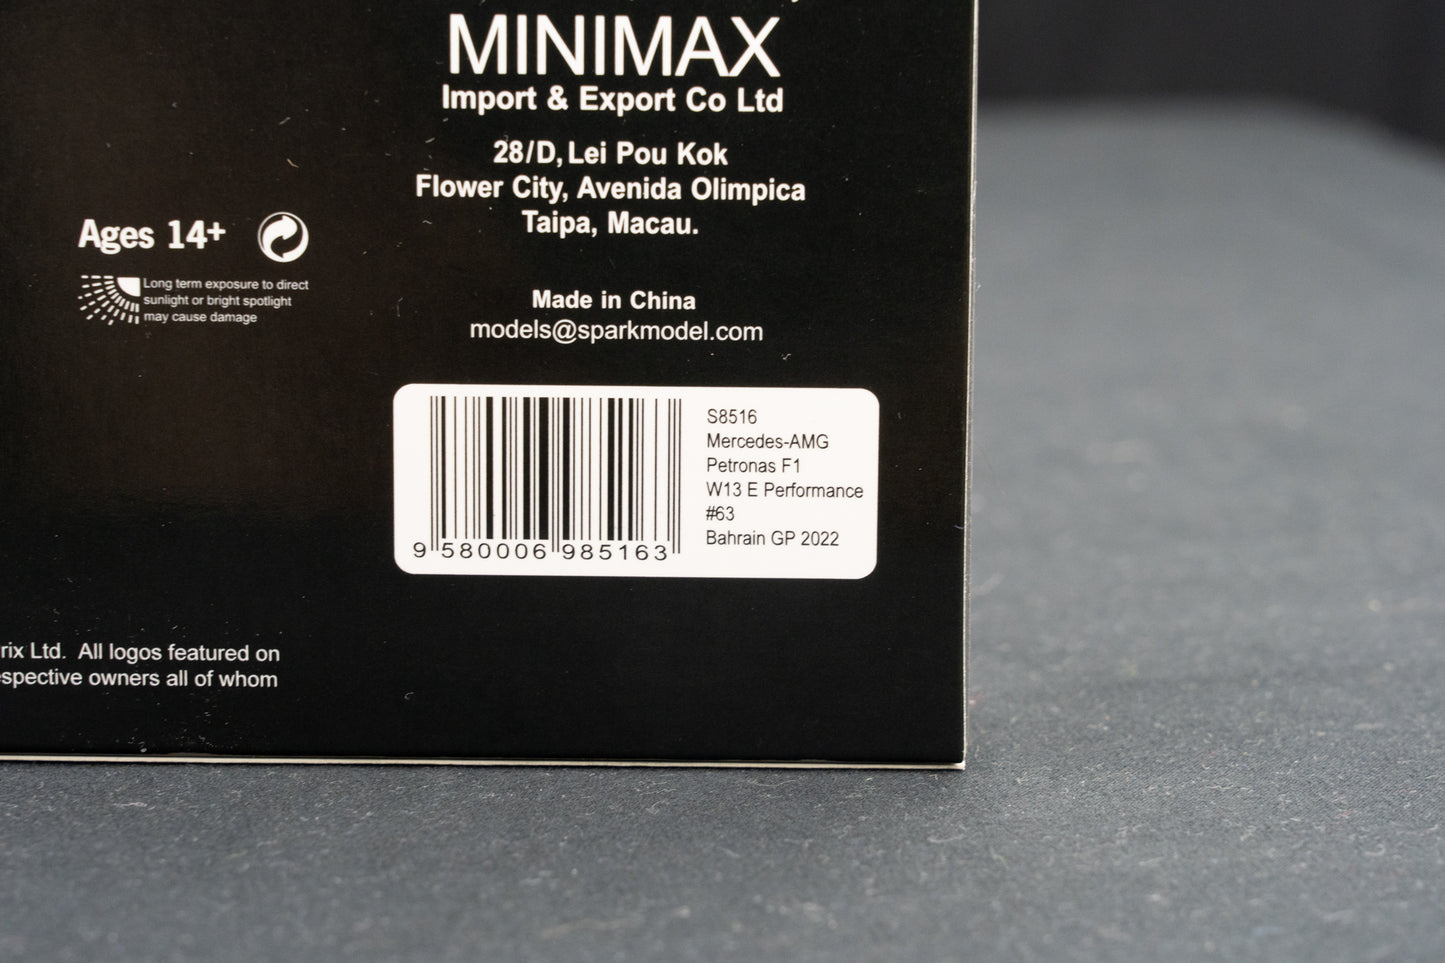 MINIMAX
Import & Export Co Ltd
28/D, Lei Pou Kok
Flower City, Avenida Olimpica
Taipa, Macau.
Ages 14+
Long term exposure to direct
sunlight or bright spotlight
may cause damage
Made in China
models@sparkmodel.com
S8516
Mercedes-AMG
Petronas F1
W13 E Performance
#63
Bahrain GP 2022
9 580006 985163
rix Ltd. All logos featured on
spective owners all of whom